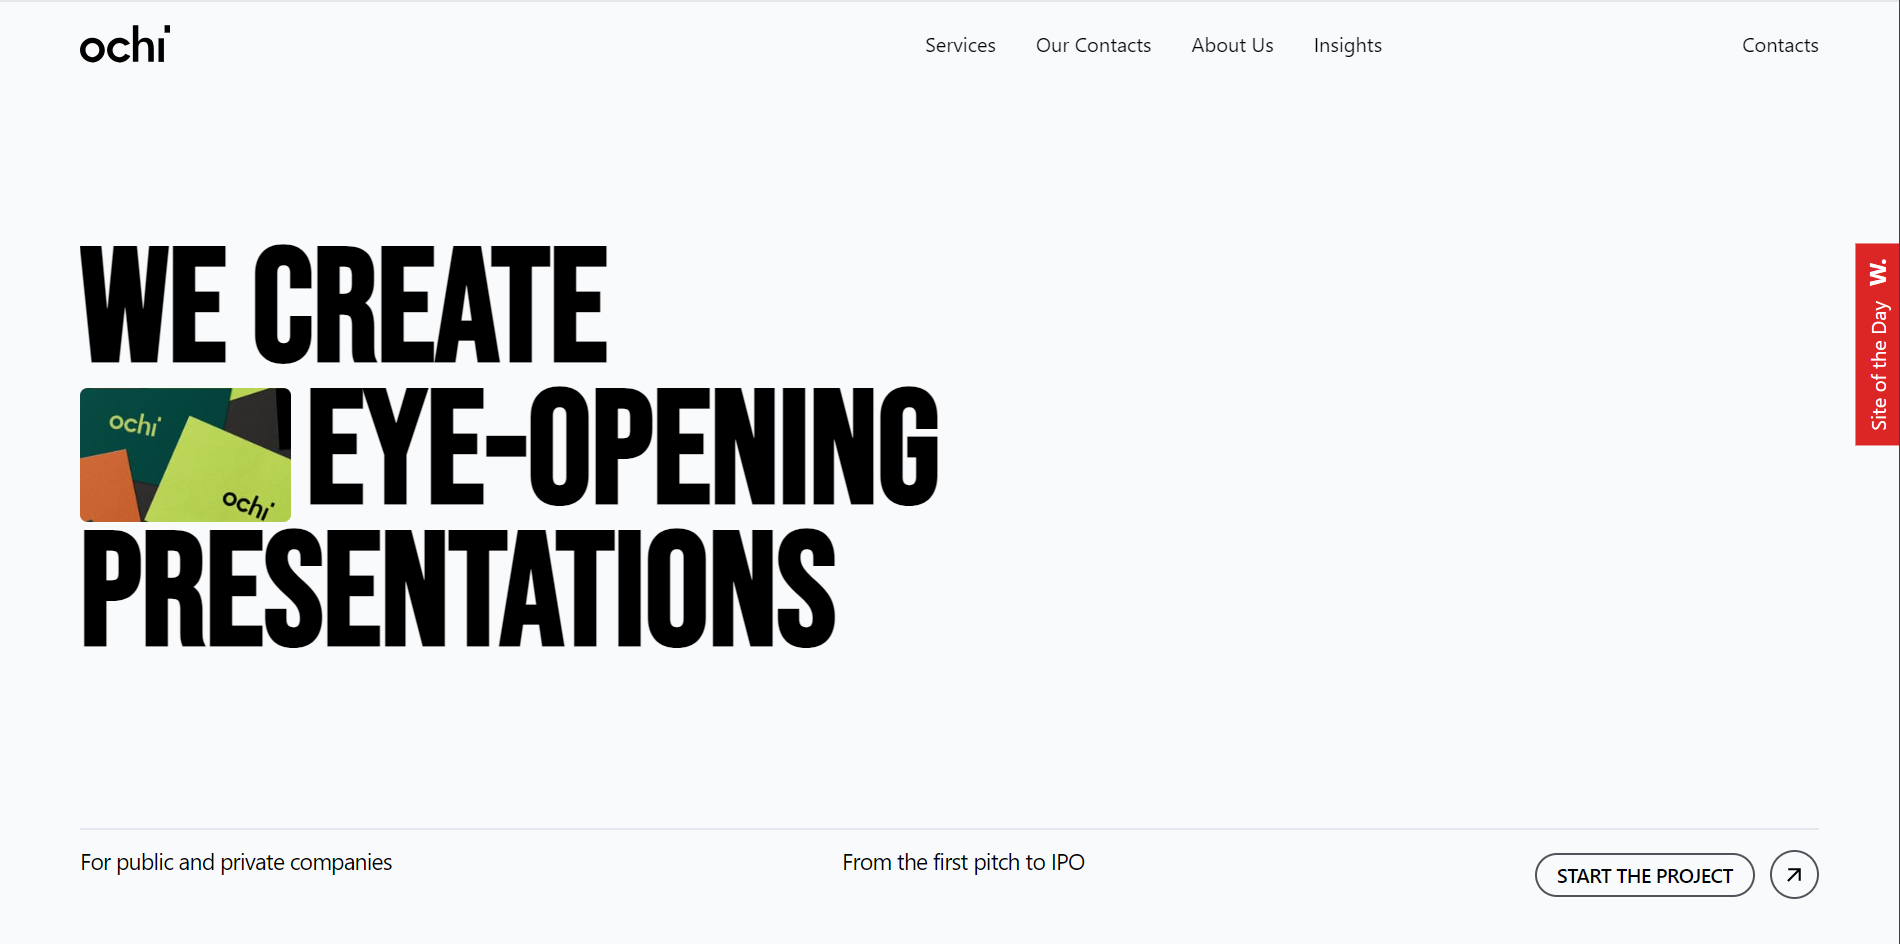 ochi
Services
Our Contacts
About Us
Insights
Contacts
WE CREATE
ochi
ochi
EYE-OPENING
PRESENTATIONS
Site of the Day W.
For public and private companies
From the first pitch to IPO
START THE PROJECT